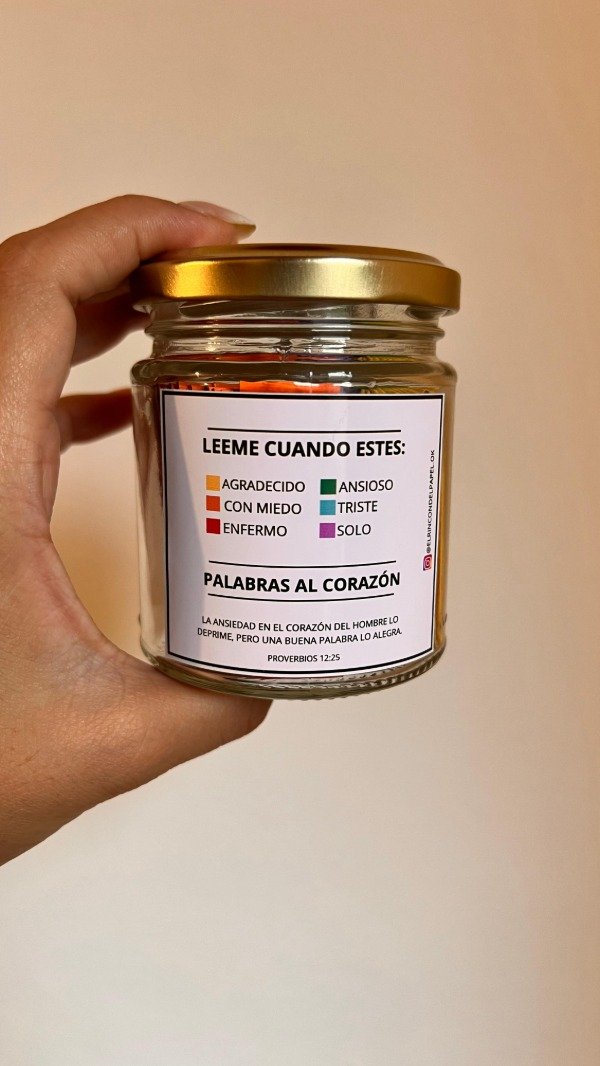 LEEME CUANDO ESTES:
AGRADECIDO
CON MIEDO
ENFERMO
ANSIOSO
TRISTE
SOLO
PALABRAS AL CORAZÓN
LA ANSIEDAD EN EL CORAZÓN DEL HOMBRE LO
DEPRIME, PERO UNA BUENA PALABRA LO ALEGRA.
PROVERBIOS 12:25
@ELRINCONDELPAPEL.OK